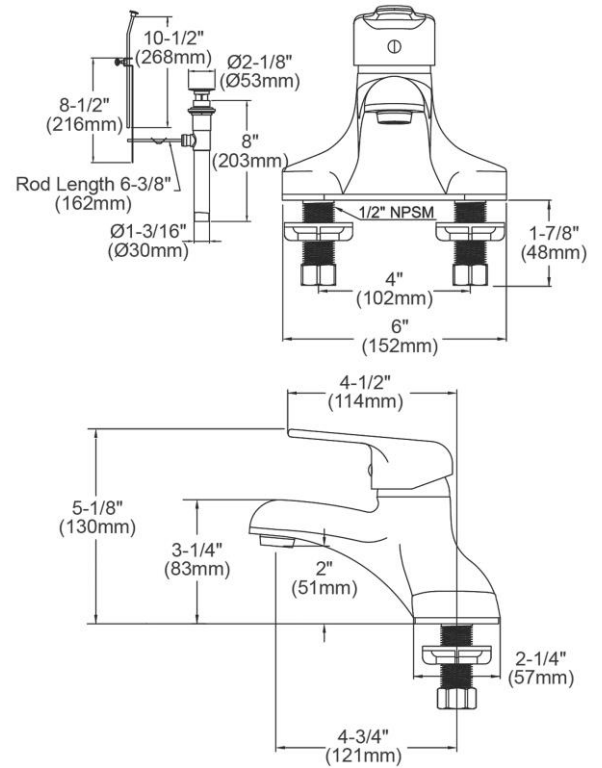 10-1/2"
(268mm)
Ø2-1/8"
(Ø53mm)
8-1/2"
(216mm)
8"
(203mm)
Rod Length 6-3/8"
(162mm)
Ø1-3/16"
(Ø30mm)
1/2" NPSM
1-7/8"
(48mm)
4"
(102mm)
6"
(152mm)
4-1/2"
(114mm)
5-1/8"
(130mm)
3-1/4"
(83mm)
2"
(51mm)
2-1/4"
(57mm)
4-3/4"
(121mm)